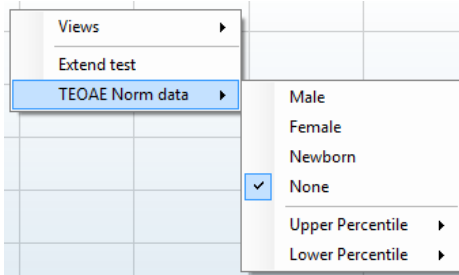 Views
Extend test
TEOAE Norm data
Male
Female
Newborn
None
Upper Percentile
Lower Percentile